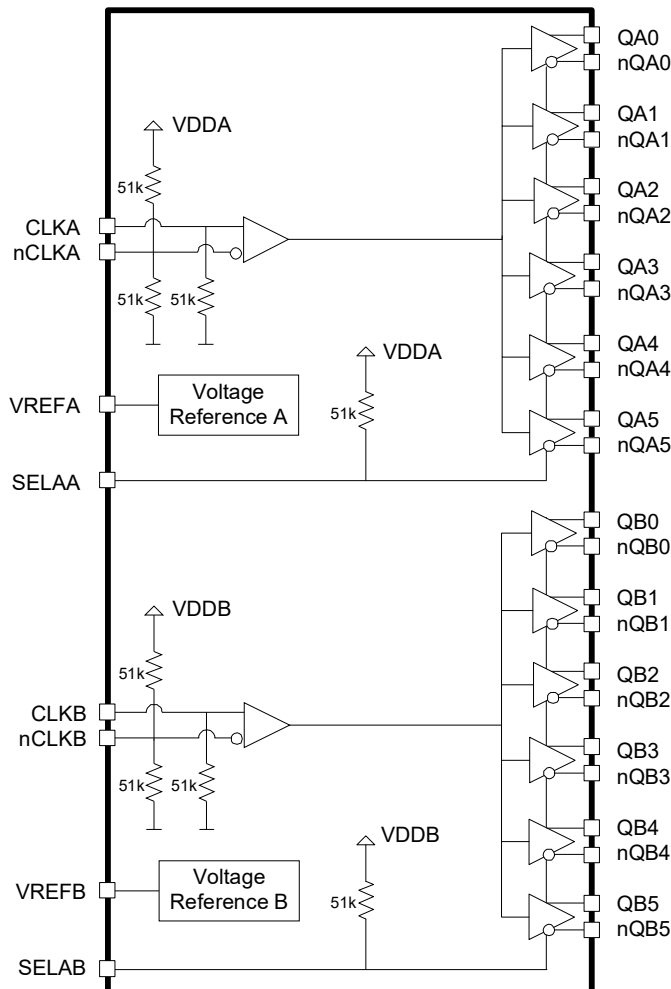 QA0
nQA0
QA1
VDDA
nQA1
51k
QA2
CLKA
nQA2
nCLKA
QA3
51k
51k
nQA3
VDDA
QA4
Voltage
Reference A
VREFA
nQA4
51k
QA5
nQA5
SELAA
QB0
nQB0
VDDB
QB1
nQB1
51k
QB2
CLKB
nQB2
nCLKB
QB3
51k
51k
nQB3
VDDB
QB4
nQB4
Voltage
Reference B
VREFB
51k
QB5
nQB5
SELAB